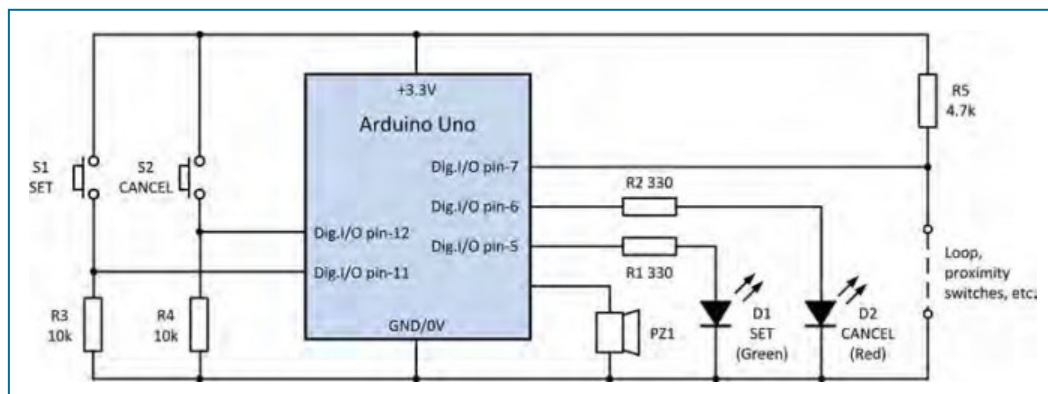 +3.3V
Arduino Uno
R5
4.7k
S1
SET
S2
CANCEL
Dig.I/O pin-7
R2 330
Dig.I/O pin-6
Dig.I/O pin-12
Dig.I/O pin-5
Dig.I/O pin-11
R1 330
Loop,
proximity
switches, etc.
R3
10k
R4
10k
GND/0V
PZ1
D1
SET
(Green)
D2
CANCEL
(Red)